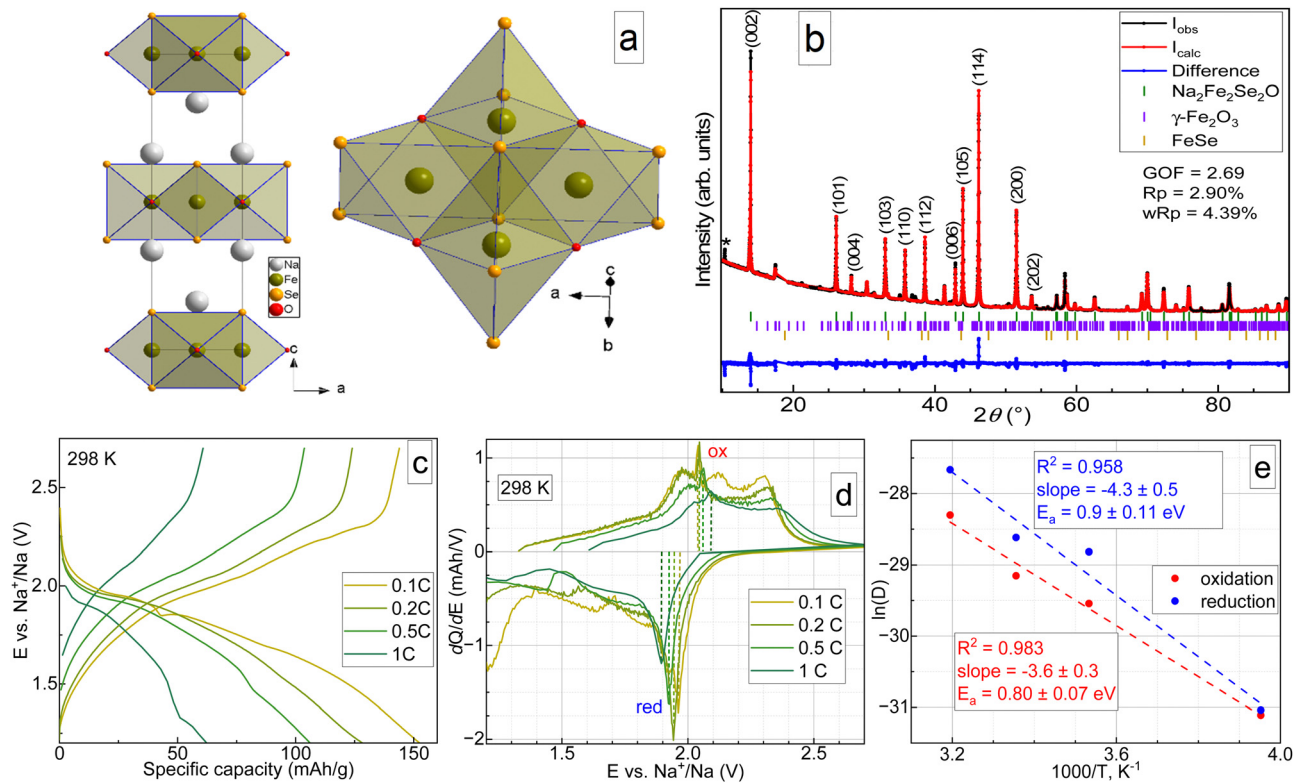 a
Na
Fe
Se
O
c
a
c
a
b
b
Intensity (arb. units)
*
(002)
(101)
(004)
(103)
(110)
(112)
(006)
(105)
(114)
(200)
(202)
I_obs
I_calc
Difference
Na₂Fe₂Se₂O
γ-Fe₂O₃
FeSe
GOF = 2.69
Rp = 2.90%
wRp = 4.39%
20 40 60 80
2θ (°)
c
298 K
E vs. Na⁺/Na (V)
2.5
2.0
1.5
0.1C
0.2C
0.5C
1C
0 50 100 150
Specific capacity (mAh/g)
d
298 K
ox
red
dQ/dE (mAh/V)
1
0
-1
-2
0.1 C
0.2 C
0.5 C
1 C
1.5 2.0 2.5
E vs. Na⁺/Na (V)
e
R² = 0.958
slope = -4.3 ± 0.5
Eₐ = 0.9 ± 0.11 eV
oxidation
reduction
R² = 0.983
slope = -3.6 ± 0.3
Eₐ = 0.80 ± 0.07 eV
ln(D)
−28
−29
−30
−31
3.2 3.6 4.0
1000/T, K⁻¹